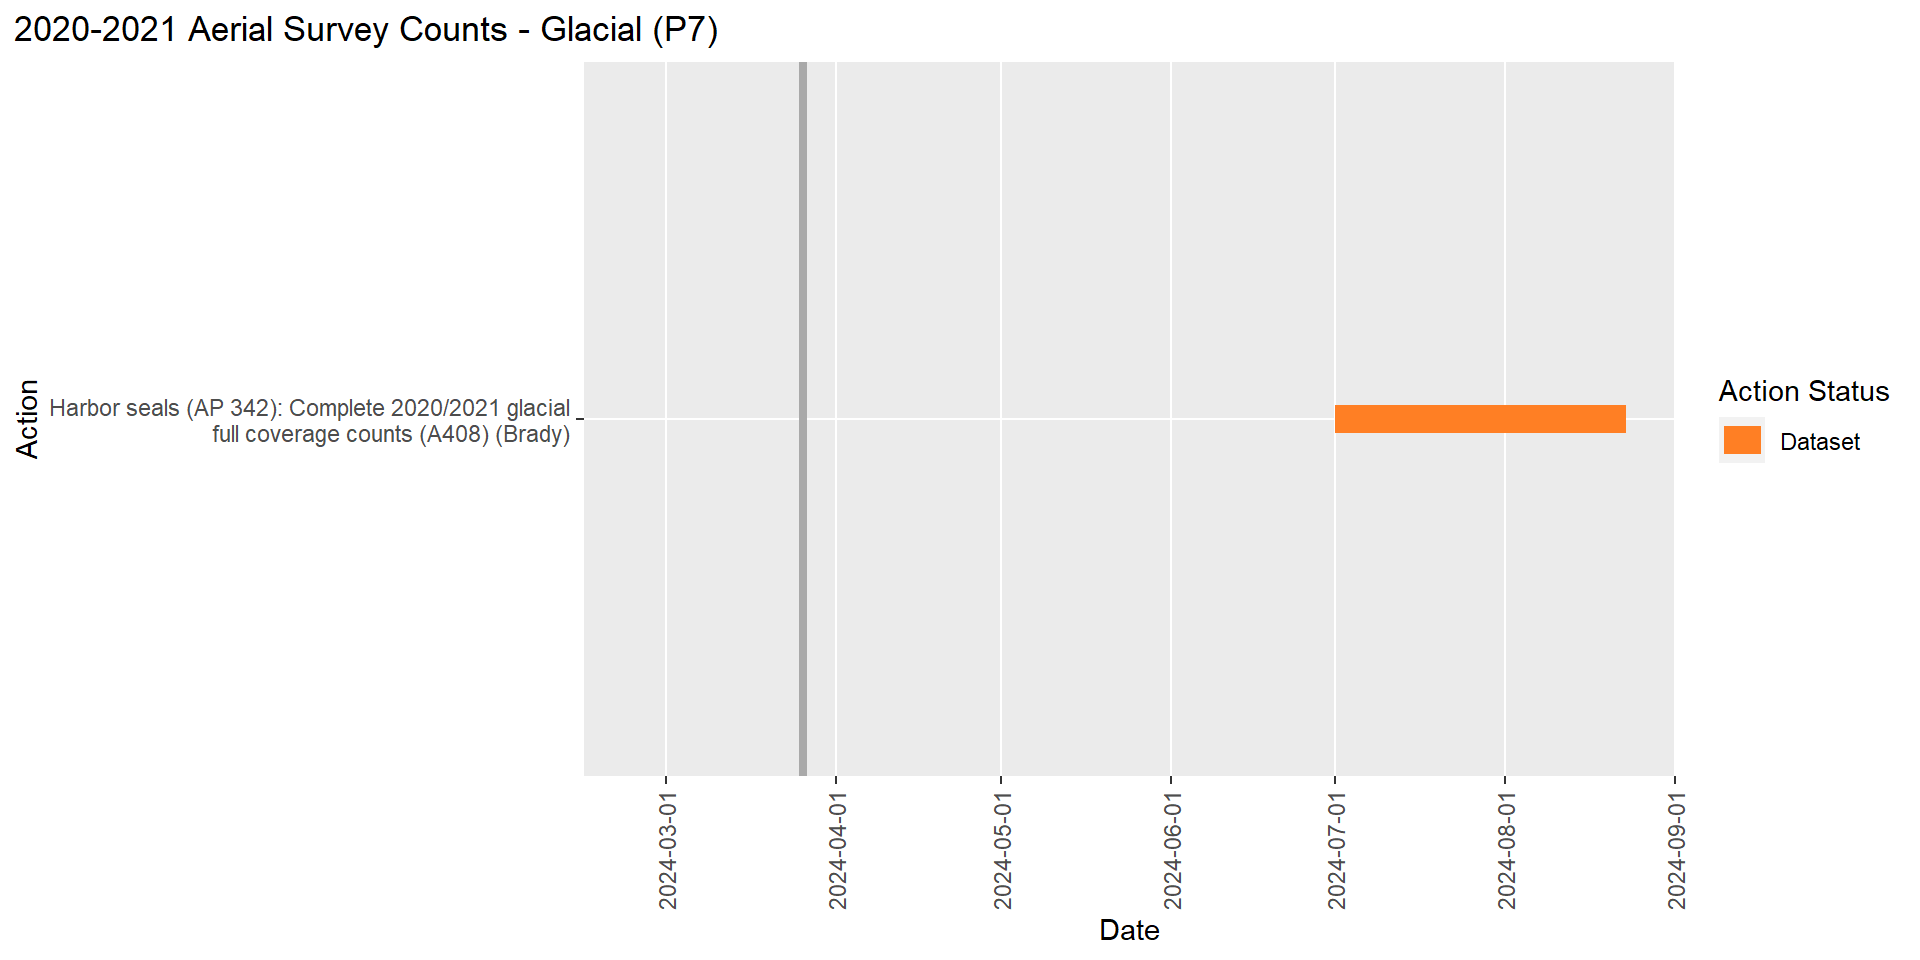 2020-2021 Aerial Survey Counts - Glacial (P7)
Action
Harbor seals (AP 342): Complete 2020/2021 glacial
full coverage counts (A408) (Brady)
Action Status
Dataset
2024-03-01
2024-04-01
2024-05-01
2024-06-01
2024-07-01
2024-08-01
2024-09-01
Date